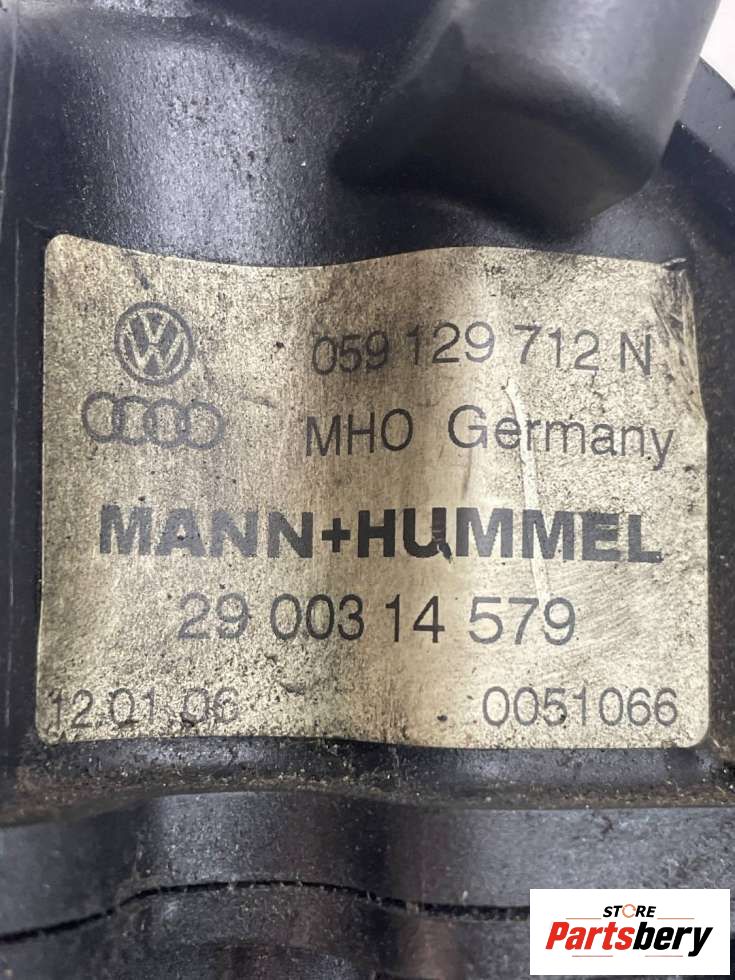 059 129 712 N
MHO Germany
MANN+HUMMEL
29 003 14 579
12.01.06 0051066
STORE
Partsbery